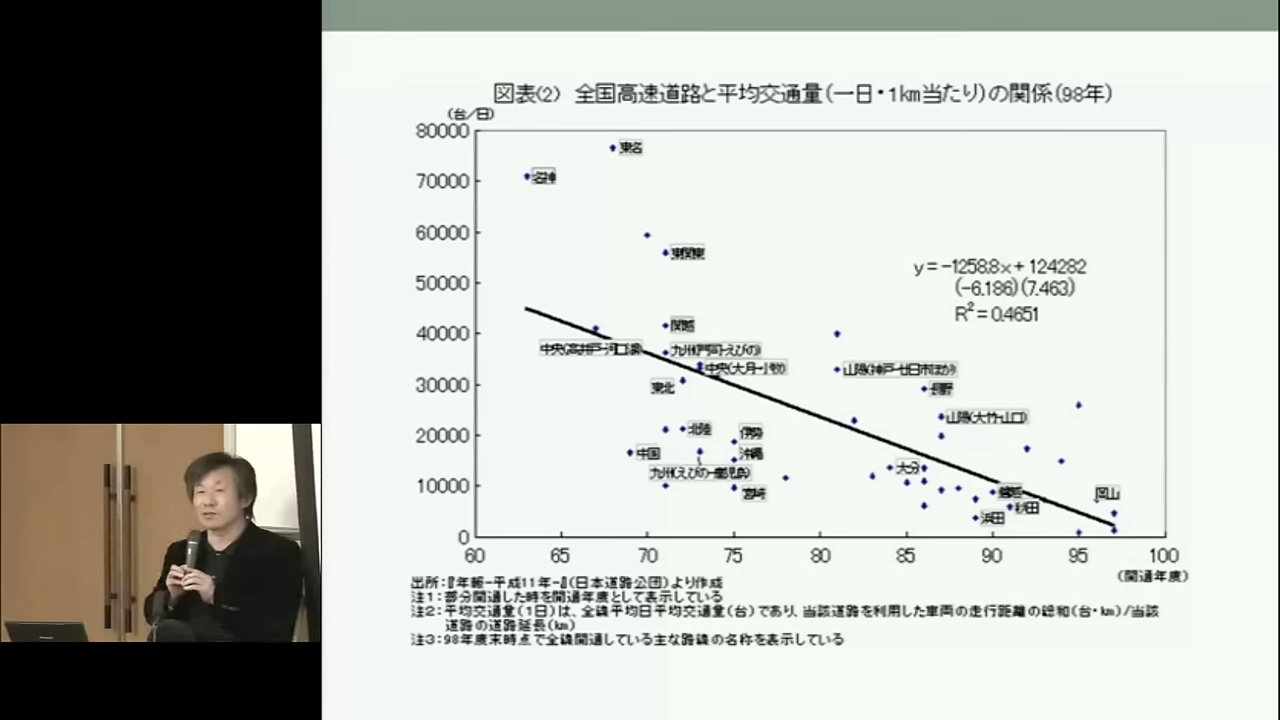 図表(2) 全国高速道路と平均交通量(一日・1km当たり)の関係(98年)
(台/日)
80000
70000
60000
50000
40000
30000
20000
10000
0
東名
名神
東関東
関越
中央(高井戸-河口湖)
九州(門司-えびの)
中央(大月-小牧)
東北
北陸
中国
伊勢
沖縄
九州(えびの-鹿児島)
宮崎
山陽(神戸-廿日市ほか)
長野
山陽(大竹-山口)
大分
秋田
浜田
岡山
y=-1258.8x+124282
(-6.186)(7.463)
R²=0.4651
60 65 70 75 80 85 90 95 100
(開通年度)
出所:『年報-平成11年-』(日本道路公団)より作成
注1:部分開通した時を開通年度として表示している
注2:平均交通量(1日)は、全線平均日平均交通量(台)であり、当該道路を利用した車両の走行距離の総和(台・km)/当該
道路の道路延長(km)
注3:98年度末時点で全線開通している主な路線の名称を表示している